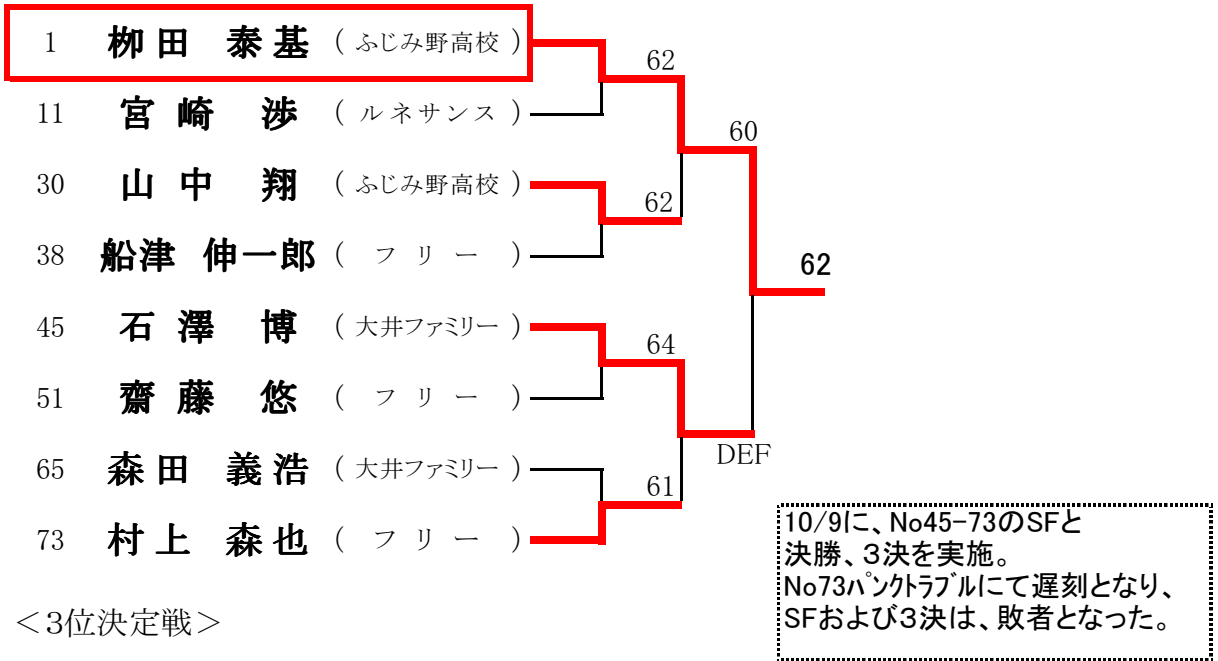 1 栁田 泰基 ( ふじみ野高校 )
62
11 宮崎 渉 ( ルネサンス )
60
30 山中 翔 ( ふじみ野高校 )
62
38 船津 伸一郎 ( フリー )
62
45 石澤 博 ( 大井ファミリー )
64
51 齋藤 悠 ( フリー )
DEF
65 森田 義浩 ( 大井ファミリー )
61
73 村上 森也 ( フリー )
10/9に、No45-73のSFと
決勝、3決を実施。
No73パンクトラブルにて遅刻となり、
SFおよび3決は、敗者となった。
＜3位決定戦＞